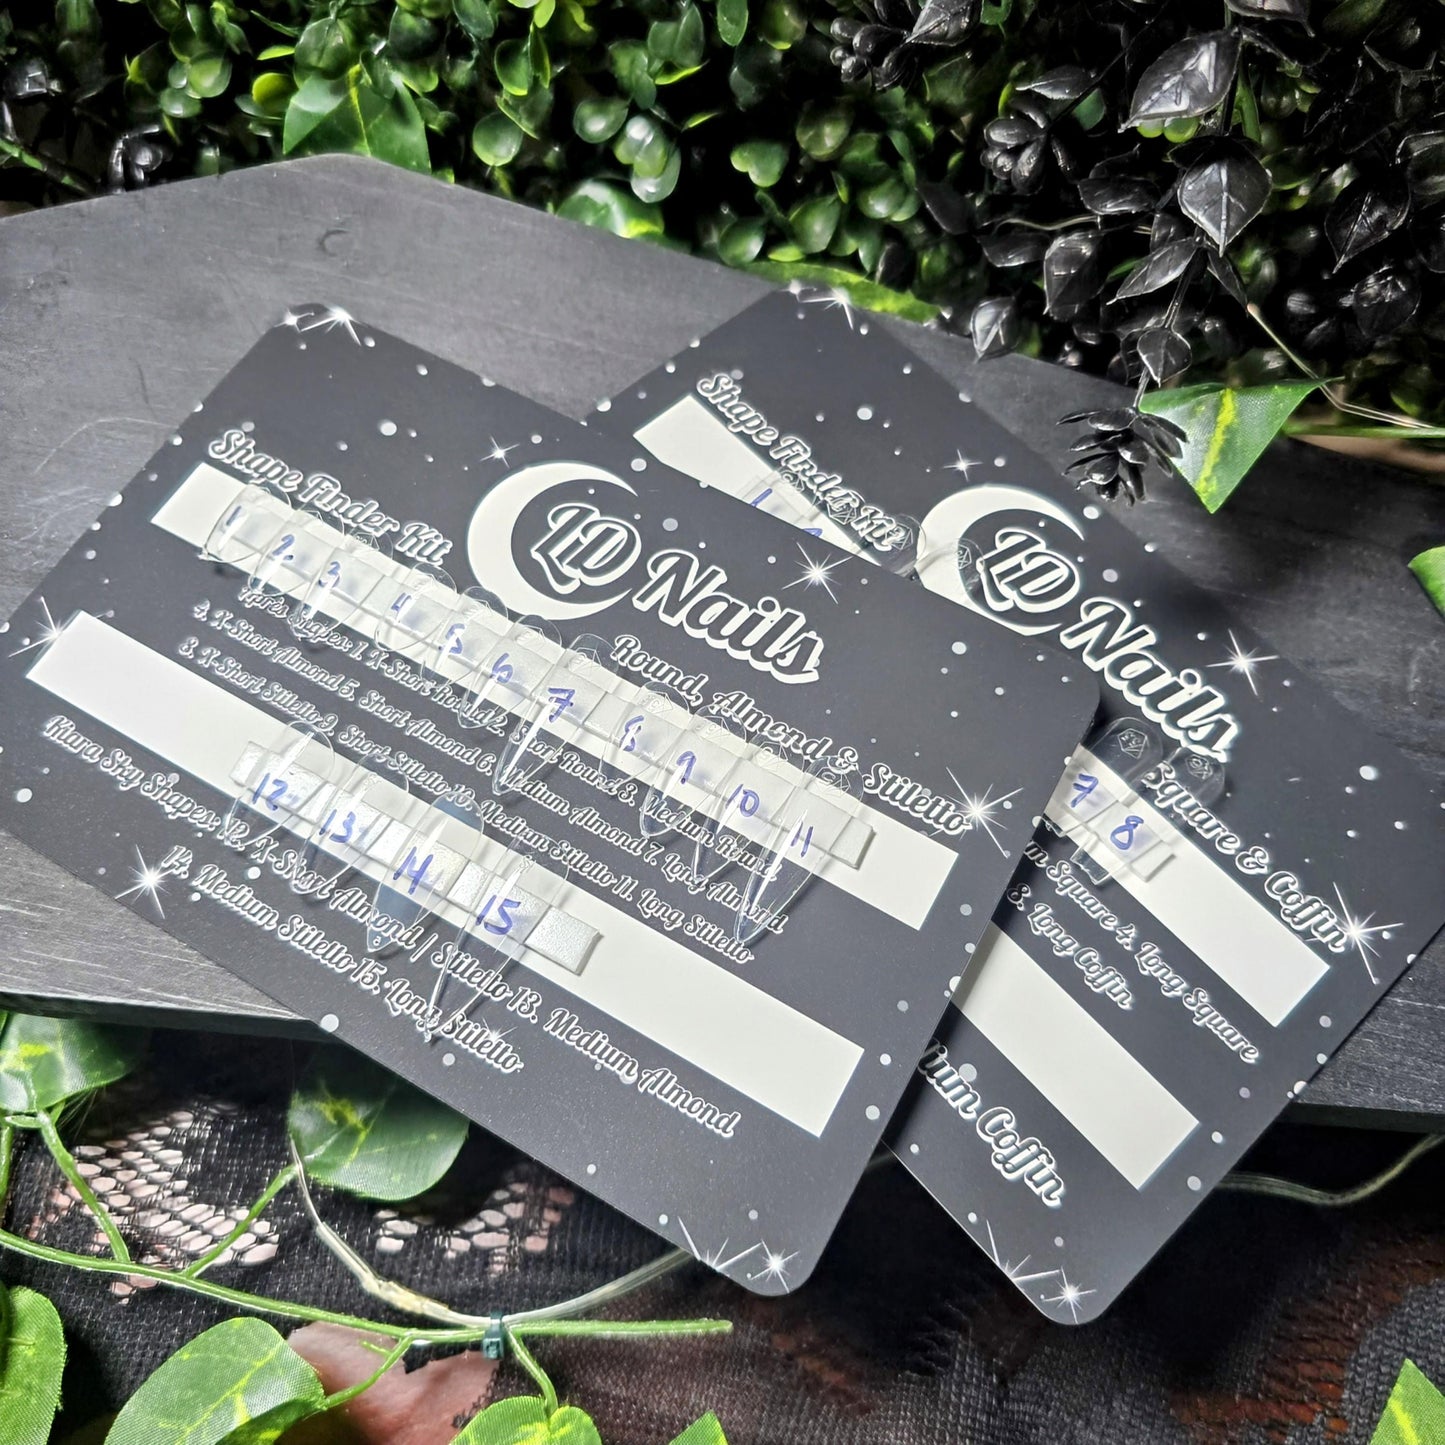 Shape Finder Kit
LD Nails
Round, Almond & Stiletto
1 2 3 4 5 6 7 8 9 10 11
Shapes: 1. X-Short Round 2. Short Round 3. Medium Round
4. X-Short Almond 5. Short Almond 6. Medium Almond 7. Long Almond
8. X-Short Stiletto 9. Short Stiletto 10. Medium Stiletto 11. Long Stiletto
12 13 14 15
Kiara Sky Shapes: 12. X-Short Almond | Stiletto 13. Medium Almond
14. Medium Stiletto 15. Long Stiletto
Shape Finder Kit
LD Nails
Square & Coffin
1
7 8
Square 4. Long Square
8. Long Coffin
Coffin